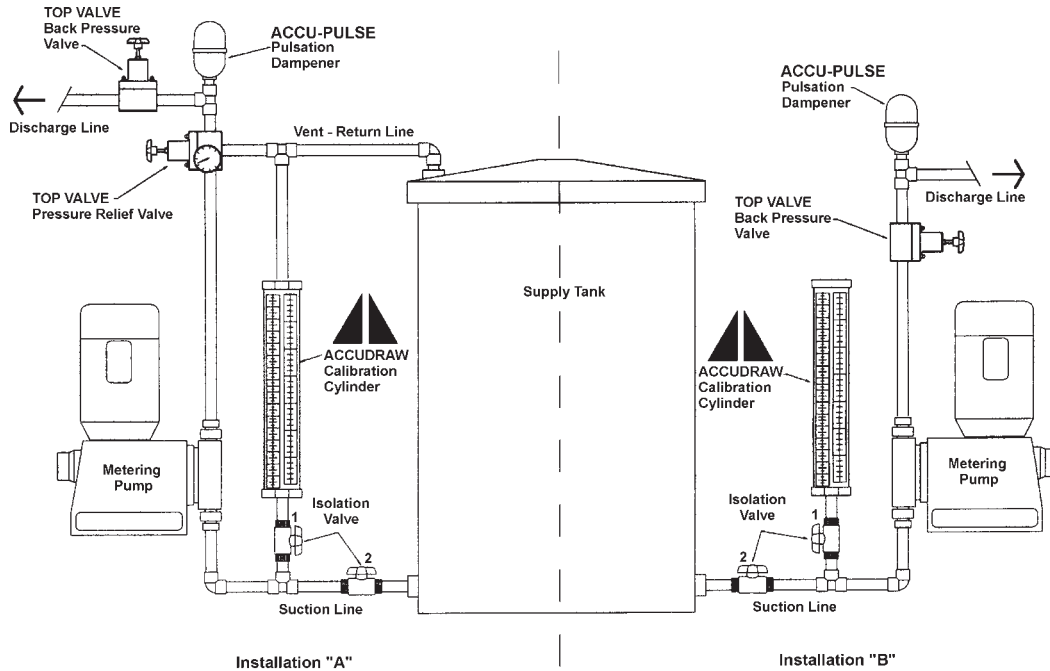 TOP VALVE
Back Pressure
Valve
ACCU-PULSE
Pulsation
Dampener
Discharge Line
Vent - Return Line
TOP VALVE
Pressure Relief Valve
ACCUDRAW
Calibration
Cylinder
Metering
Pump
Isolation
Valve
1
2
Suction Line
Installation "A"
Supply Tank
ACCU-PULSE
Pulsation
Dampener
Discharge Line
TOP VALVE
Back Pressure
Valve
ACCUDRAW
Calibration
Cylinder
Metering
Pump
Isolation
Valve
1
2
Suction Line
Installation "B"